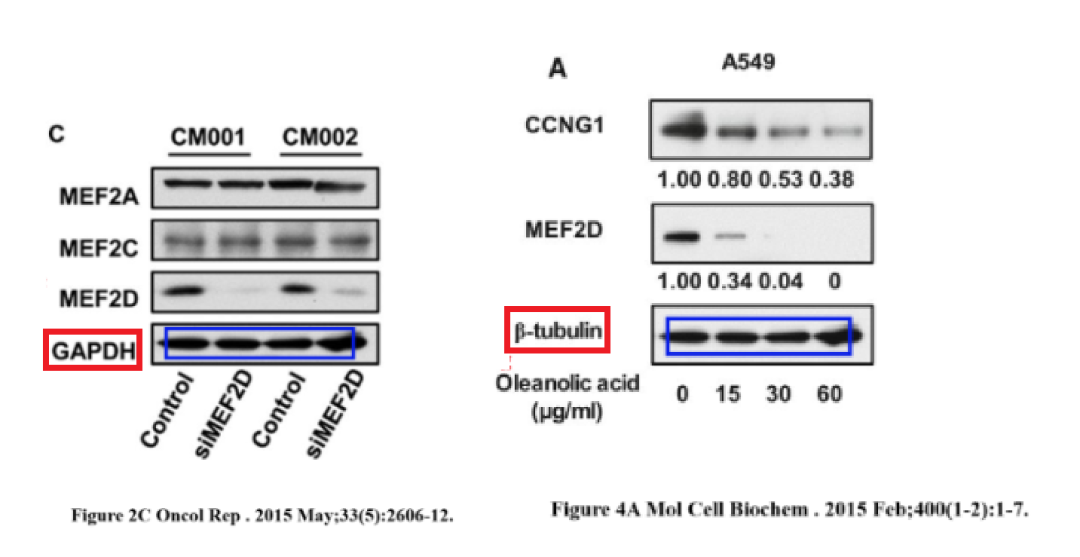 C
CM001 CM002
MEF2A
MEF2C
MEF2D
GAPDH
Control siMEF2D Control siMEF2D
Figure 2C Oncol Rep . 2015 May;33(5):2606-12.
A A549
CCNG1
1.00 0.80 0.53 0.38
MEF2D
1.00 0.34 0.04 0
β-tubulin
Oleanolic acid
(µg/ml) 0 15 30 60
Figure 4A Mol Cell Biochem . 2015 Feb;400(1-2):1-7.